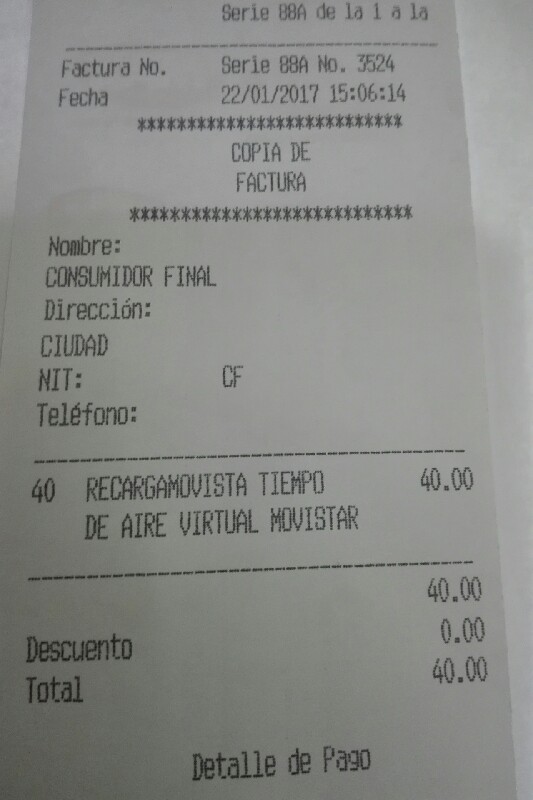 Serie 88A de la 1 a la
Factura No. Serie 88A No. 3524
Fecha 22/01/2017 15:06:14
***************************
COPIA DE
FACTURA
****************************
Nombre:
CONSUMIDOR FINAL
Dirección:
CIUDAD
NIT: CF
Teléfono:
40 RECARGAMOVISTA TIEMPO 40.00
DE AIRE VIRTUAL MOVISTAR
40.00
Descuento 0.00
Total 40.00
Detalle de Pago